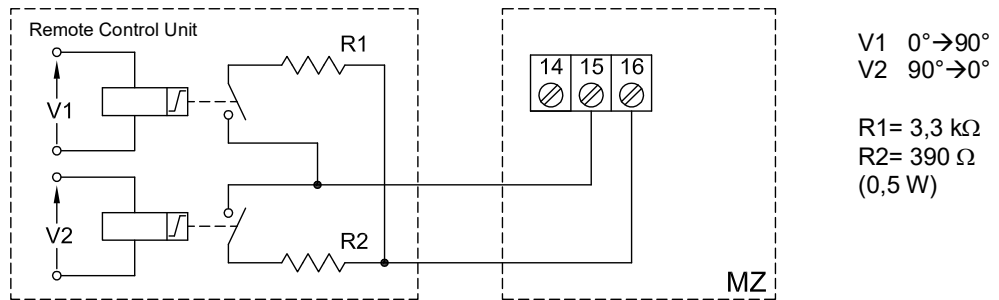 Remote Control Unit
V1
R1
V2
R2
14 15 16
MZ
V1 0°→90°
V2 90°→0°
R1= 3,3 kΩ
R2= 390 Ω
(0,5 W)